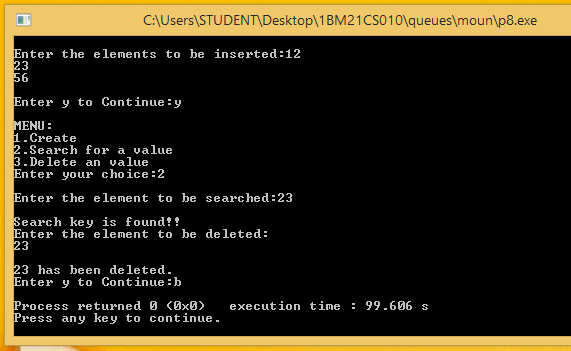 C:\Users\STUDENT\Desktop\1BM21CS010\queues\moun\p8.exe
Enter the elements to be inserted:12
23
56
Enter y to Continue:y
MENU:
1.Create
2.Search for a value
3.Delete an value
Enter your choice:2
Enter the element to be searched:23
Search key is found!!
Enter the element to be deleted:
23
23 has been deleted.
Enter y to Continue:b
Process returned 0 (0x0)   execution time : 99.606 s
Press any key to continue.